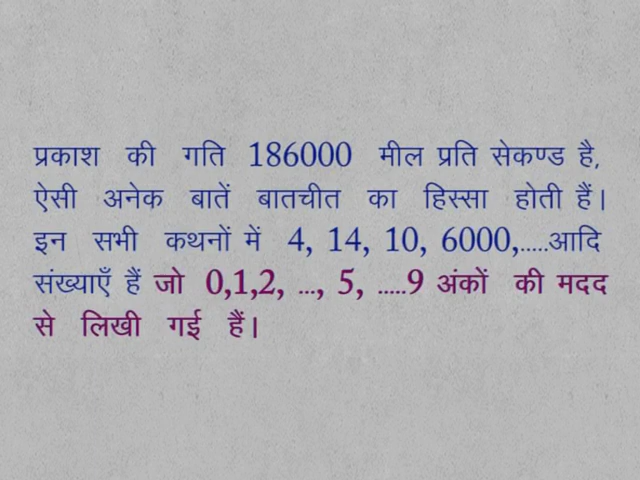 प्रकाश की गति 186000 मील प्रति सेकण्ड है,
ऐसी अनेक बातें बातचीत का हिस्सा होती हैं।
इन सभी कथनों में 4, 14, 10, 6000,.....आदि
संख्याएँ हैं जो 0,1,2, ..., 5, .....9 अंकों की मदद
से लिखी गई हैं।